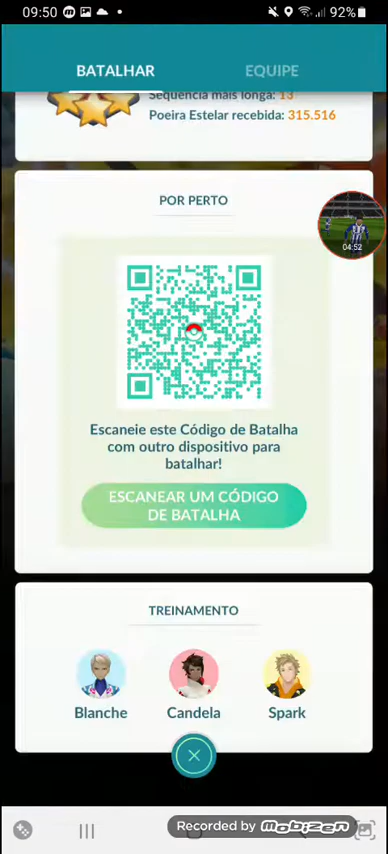 09:50
92%
BATALHAR EQUIPE
Sequência mais longa: 13
Poeira Estelar recebida: 315.516
POR PERTO
04:52
Escaneie este Código de Batalha
com outro dispositivo para
batalhar!
ESCANEAR UM CÓDIGO
DE BATALHA
TREINAMENTO
Blanche Candela Spark
Recorded by Mobizen